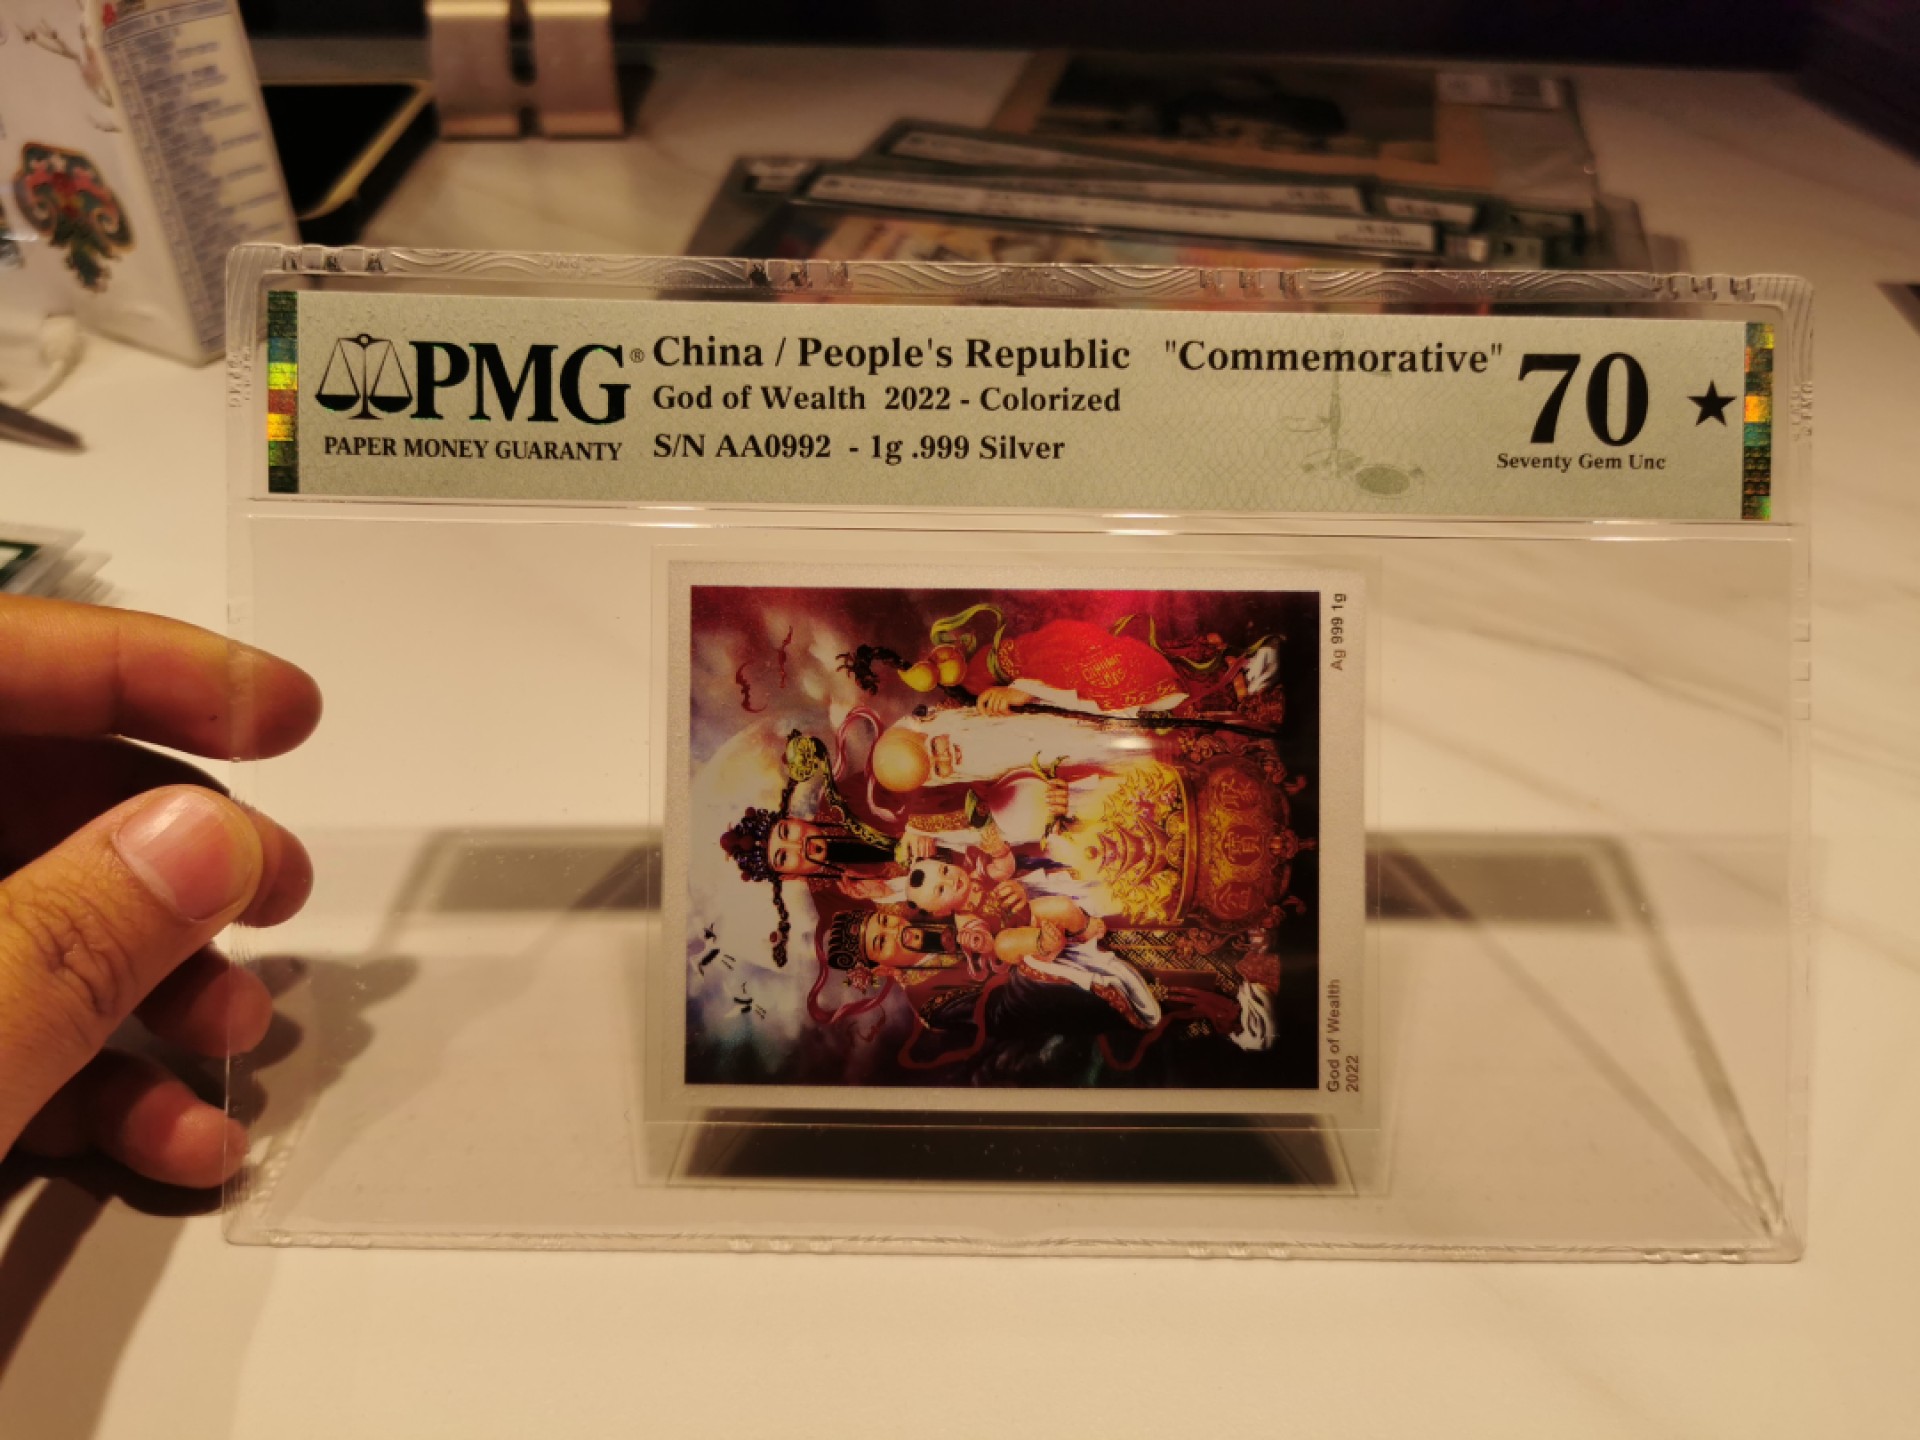 PMG®
PAPER MONEY GUARANTY
China / People's Republic "Commemorative"
God of Wealth 2022 - Colorized
S/N AA0992 - 1g .999 Silver
70 ★
Seventy Gem Unc
Ag 999 1g
God of Wealth
2022